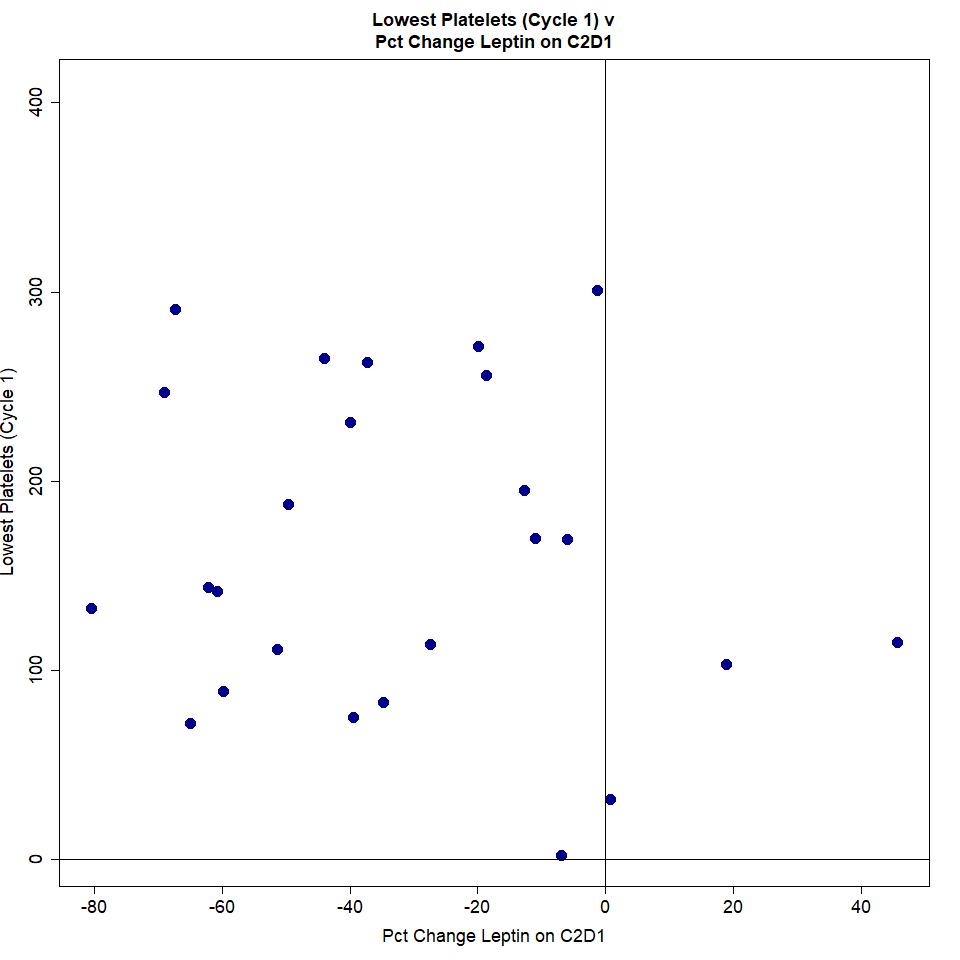 Lowest Platelets (Cycle 1) v
Pct Change Leptin on C2D1
400
300
200
100
0
Lowest Platelets (Cycle 1)
-80 -60 -40 -20 0 20 40
Pct Change Leptin on C2D1